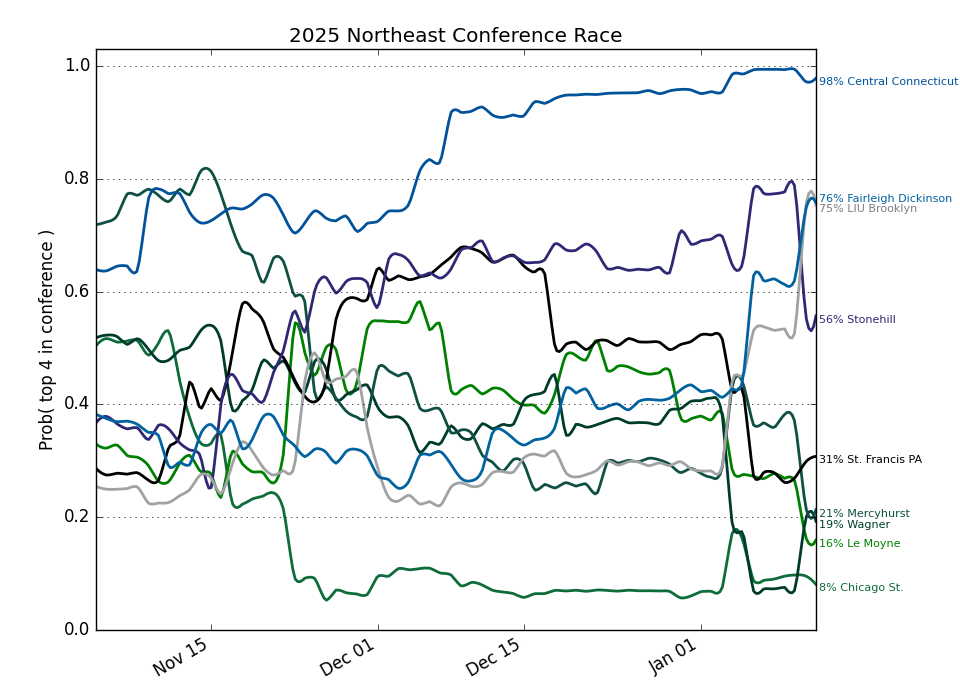 2025 Northeast Conference Race
Prob( top 4 in conference )
1.0
0.8
0.6
0.4
0.2
0.0
Nov 15
Dec 01
Dec 15
Jan 01
98% Central Connecticut
76% Fairleigh Dickinson
75% LIU Brooklyn
56% Stonehill
31% St. Francis PA
21% Mercyhurst
19% Wagner
16% Le Moyne
8% Chicago St.